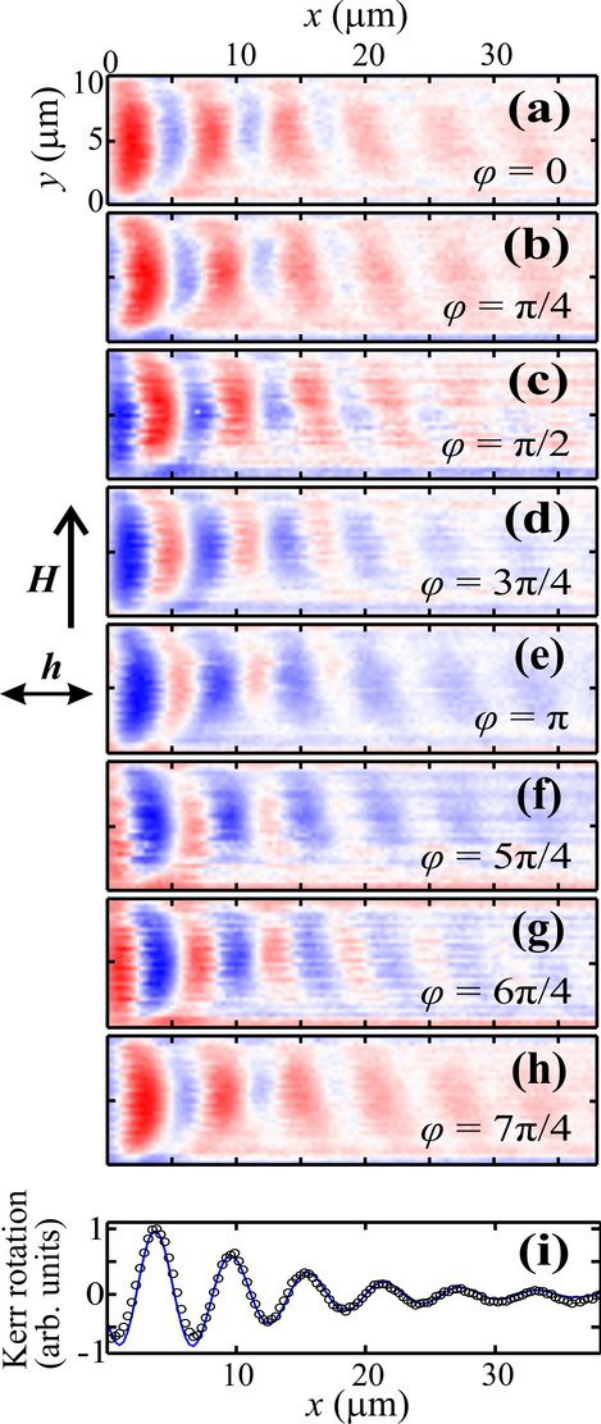 x (μm)
0 10 20 30
10
5
0
y (μm)
(a)
φ = 0
(b)
φ = π/4
(c)
φ = π/2
(d)
φ = 3π/4
H
h
(e)
φ = π
(f)
φ = 5π/4
(g)
φ = 6π/4
(h)
φ = 7π/4
Kerr rotation
(arb. units)
1
0
-1
(i)
10 20 30
x (μm)